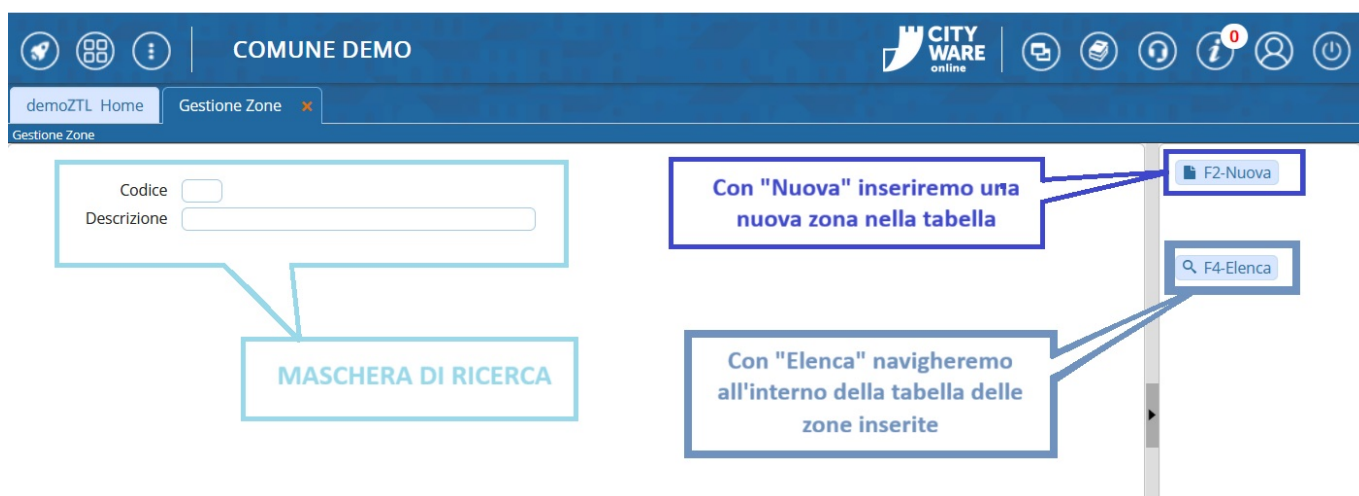 COMUNE DEMO
CITY
WARE
online
0
demoZTL Home
Gestione Zone
Gestione Zone
Codice
Descrizione
Con "Nuova" inseriremo una
nuova zona nella tabella
F2-Nuova
F4-Elenca
MASCHERA DI RICERCA
Con "Elenca" navigheremo
all'interno della tabella delle
zone inserite